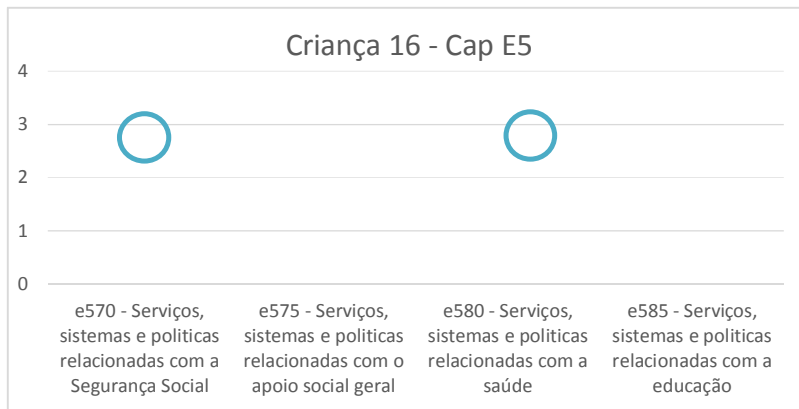 Criança 16 - Cap E5
4
3
2
1
0
e570 - Serviços,
sistemas e politicas
relacionadas com a
Segurança Social
e575 - Serviços,
sistemas e politicas
relacionadas com o
apoio social geral
e580 - Serviços,
sistemas e politicas
relacionadas com a
saúde
e585 - Serviços,
sistemas e politicas
relacionadas com a
educação